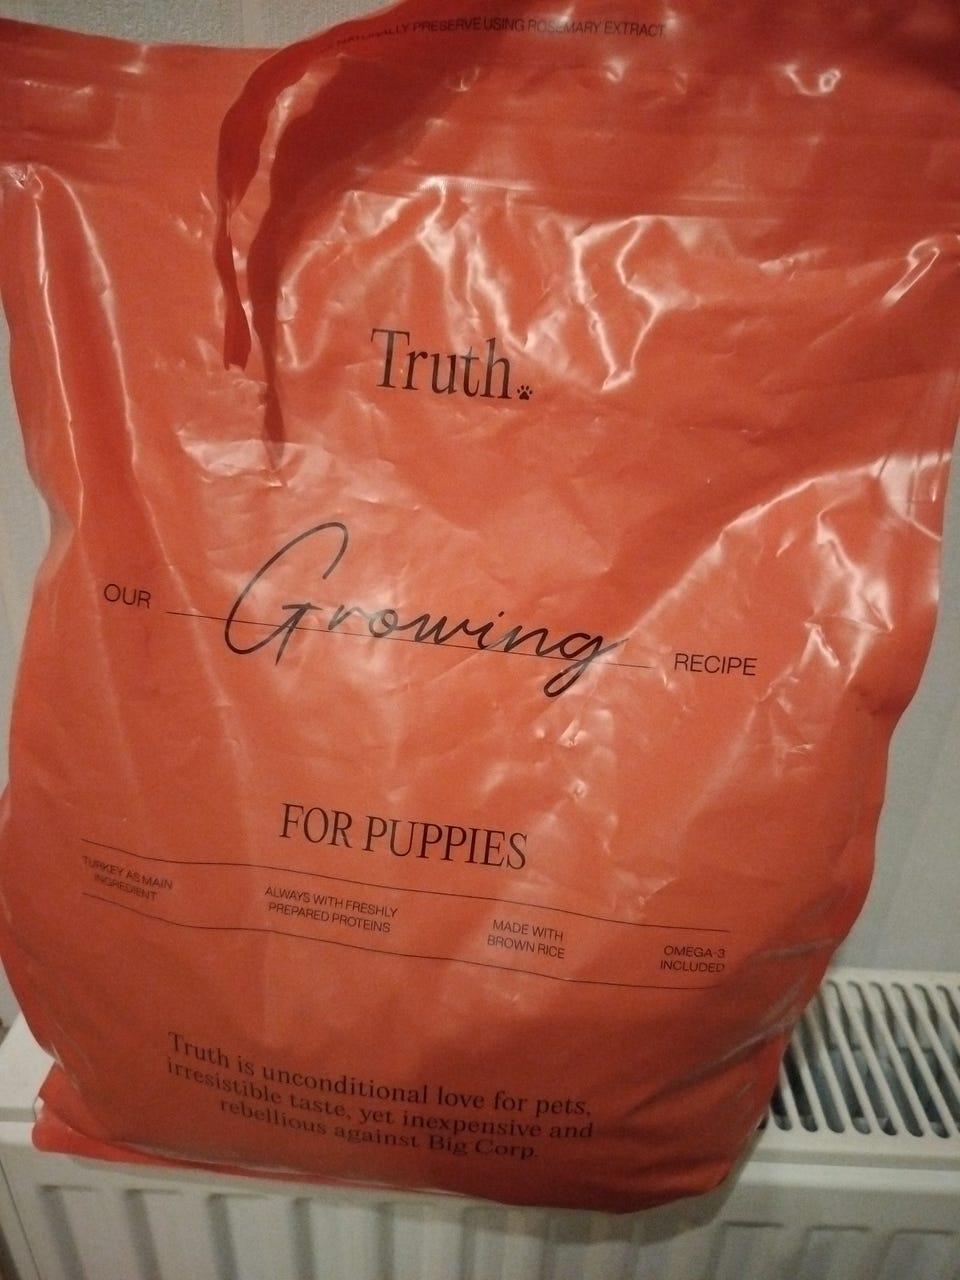 NATURALLY PRESERVE USING ROSEMARY EXTRACT
Truth.
OUR Growing RECIPE
FOR PUPPIES
TURKEY AS MAIN
INGREDIENT
ALWAYS WITH FRESHLY
PREPARED PROTEINS
MADE WITH
BROWN RICE
OMEGA-3
INCLUDED
Truth is unconditional love for pets,
irresistible taste, yet inexpensive and
rebellious against Big Corp.